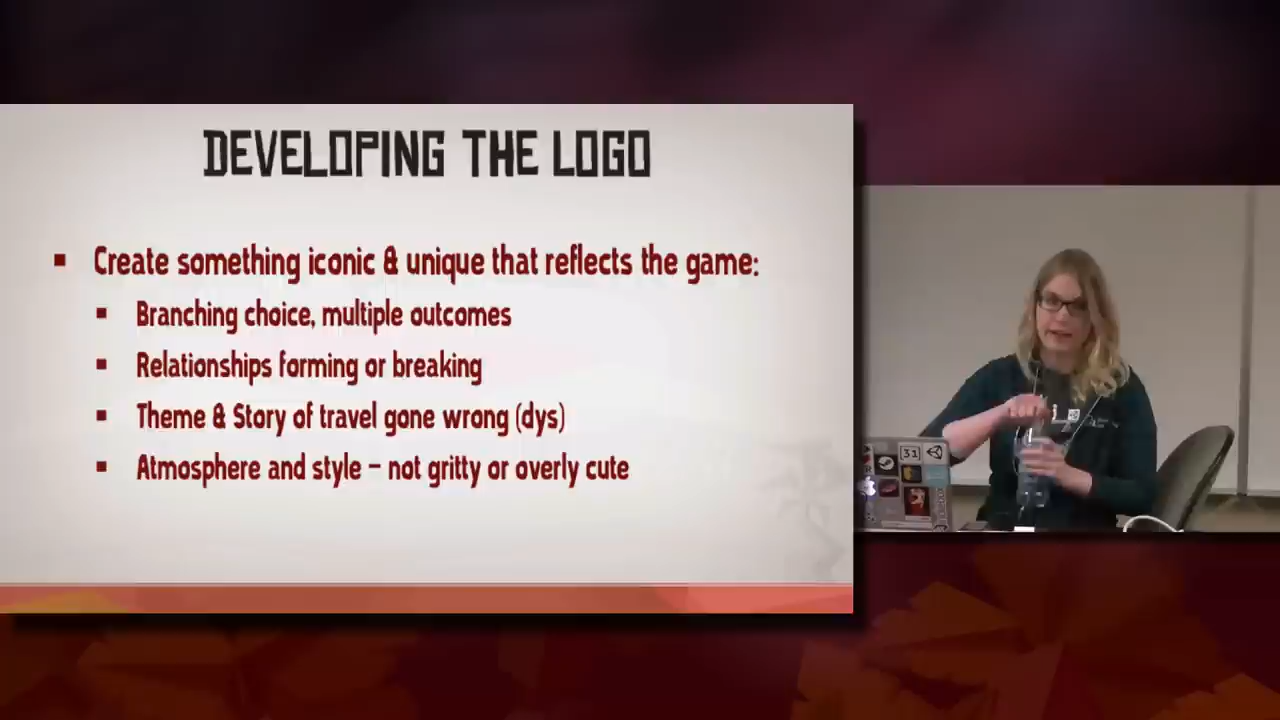 DEVELOPING THE LOGO
Create something iconic & unique that reflects the game:
Branching choice, multiple outcomes
Relationships forming or breaking
Theme & Story of travel gone wrong (dys)
Atmosphere and style – not gritty or overly cute
31